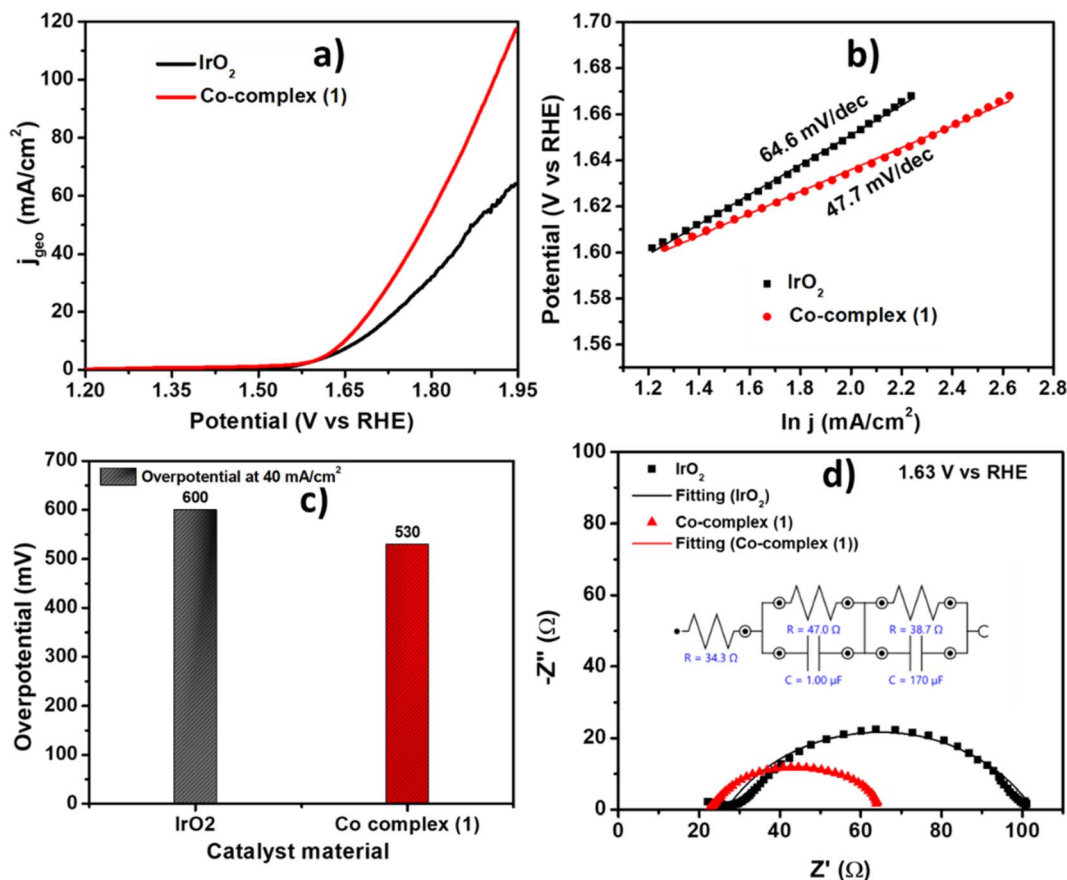 a)
IrO₂
Co-complex (1)
j_geo (mA/cm²)
120
100
80
60
40
20
0
1.20
1.35
1.50
1.65
1.80
1.95
Potential (V vs RHE)
b)
64.6 mV/dec
47.7 mV/dec
IrO₂
Co-complex (1)
Potential (V vs RHE)
1.70
1.68
1.66
1.64
1.62
1.60
1.58
1.56
1.2
1.4
1.6
1.8
2.0
2.2
2.4
2.6
2.8
ln j (mA/cm²)
c)
Overpotential at 40 mA/cm²
600
530
Overpotential (mV)
700
600
500
400
300
200
100
0
IrO2
Co complex (1)
Catalyst material
d)
1.63 V vs RHE
IrO₂
Fitting (IrO₂)
Co-complex (1)
Fitting (Co-complex (1))
R = 34.3 Ω
R = 47.0 Ω
C = 1.00 µF
R = 38.7 Ω
C = 170 µF
-Z" (Ω)
100
80
60
40
20
0
0
20
40
60
80
100
Z' (Ω)